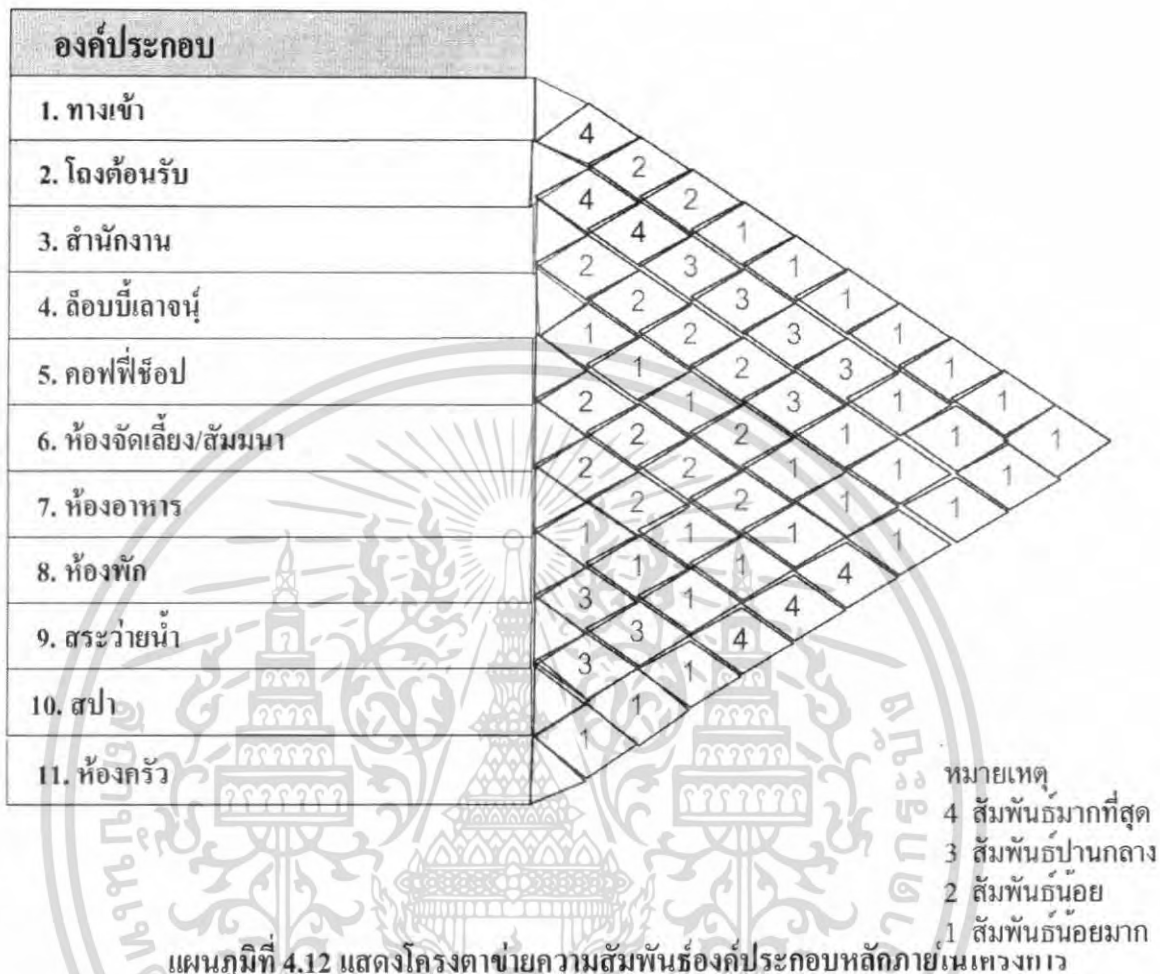 องค์ประกอบ
1. ทางเข้า
2. โถงต้อนรับ
3. สำนักงาน
4. ล็อบบี้เลาจน์
5. คอฟฟี่ช็อป
6. ห้องจัดเลี้ยง/สัมมนา
7. ห้องอาหาร
8. ห้องพัก
9. สระว่ายน้ำ
10. สปา
11. ห้องครัว
4 2 2 1 1 1 1 1 1 1
4 4 3 3 3 3 1 1 1
2 2 2 2 3 1 1 1
1 1 1 2 1 1 1
2 2 2 2 1 4
2 2 1 1 4
1 1 1 4
3 3 1
3 1
1
หมายเหตุ
4 สัมพันธ์มากที่สุด
3 สัมพันธ์ปานกลาง
2 สัมพันธ์น้อย
1 สัมพันธ์น้อยมาก
แผนภูมิที่ 4.12 แสดงโครงตาข่ายความสัมพันธ์องค์ประกอบหลักภายใน